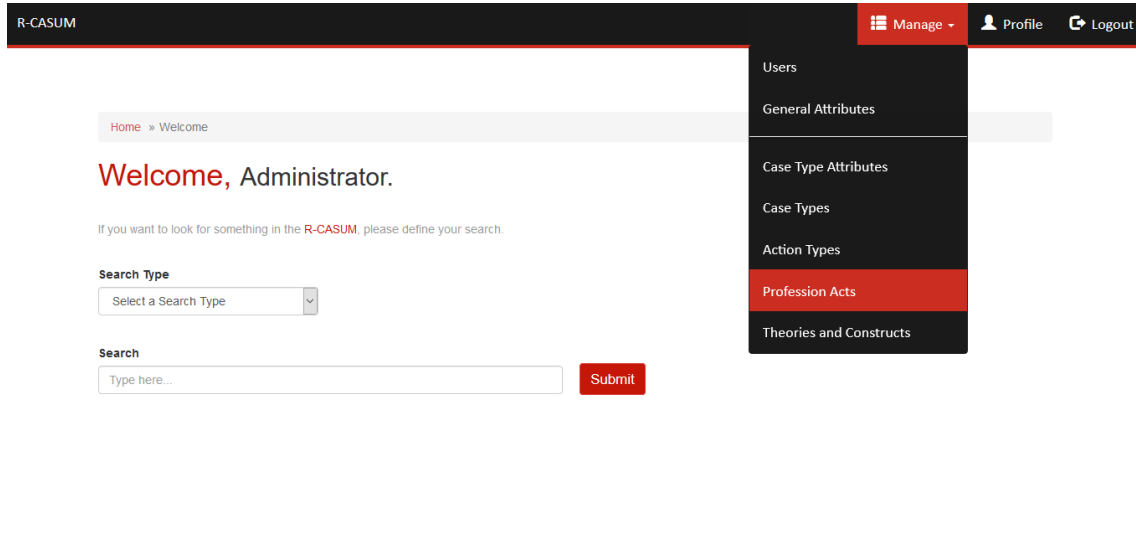 R-CASUM
Manage
Profile
Logout
Users
General Attributes
Case Type Attributes
Case Types
Action Types
Profession Acts
Theories and Constructs
Home » Welcome
Welcome, Administrator.
If you want to look for something in the R-CASUM, please define your search.
Search Type
Select a Search Type
Search
Type here...
Submit